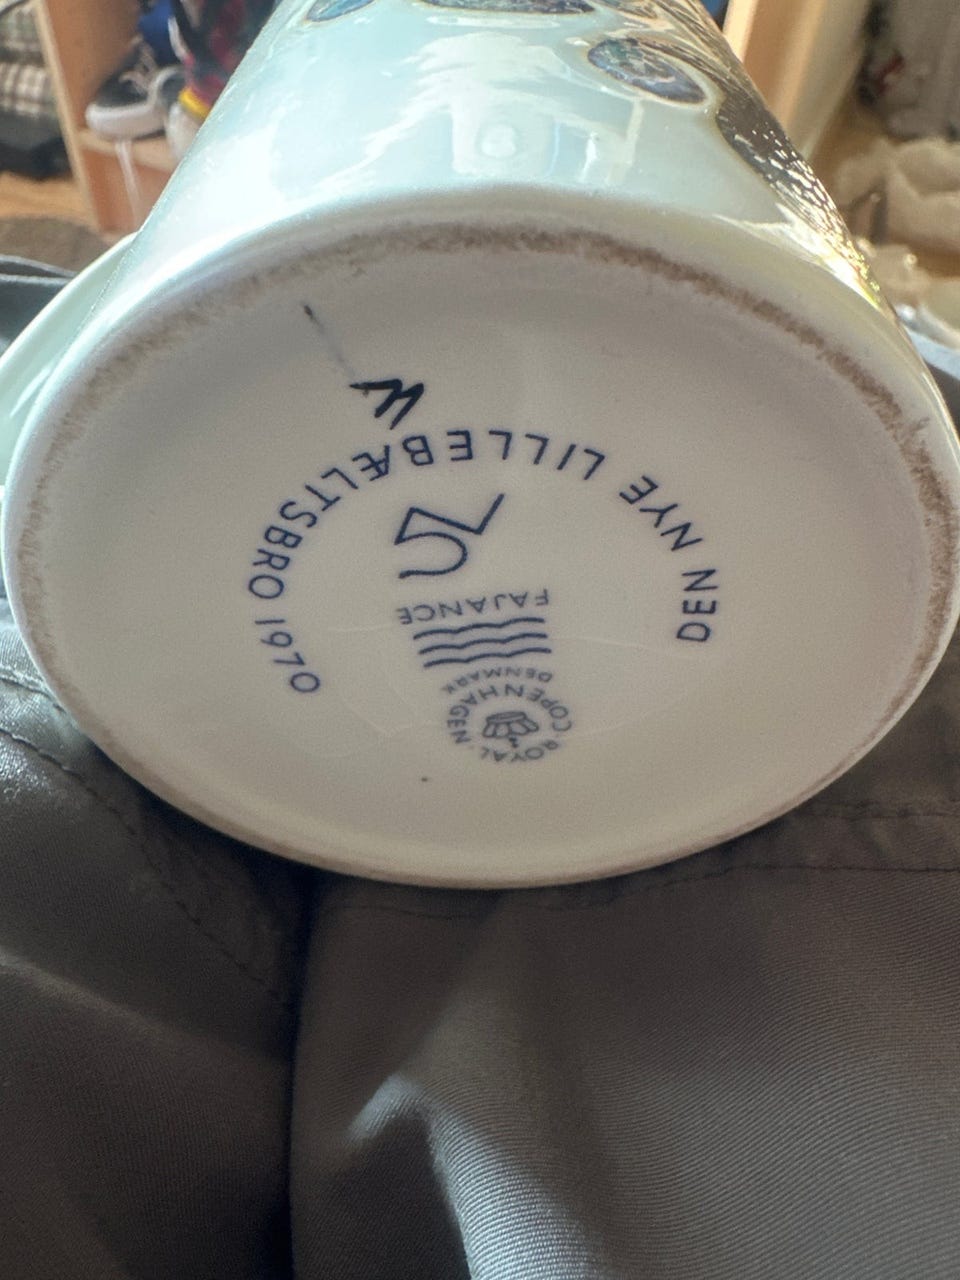 DEN NYE LILLEBÆLTSBRO 1970
FAJANCE
DENMARK
ROYAL COPENHAGEN